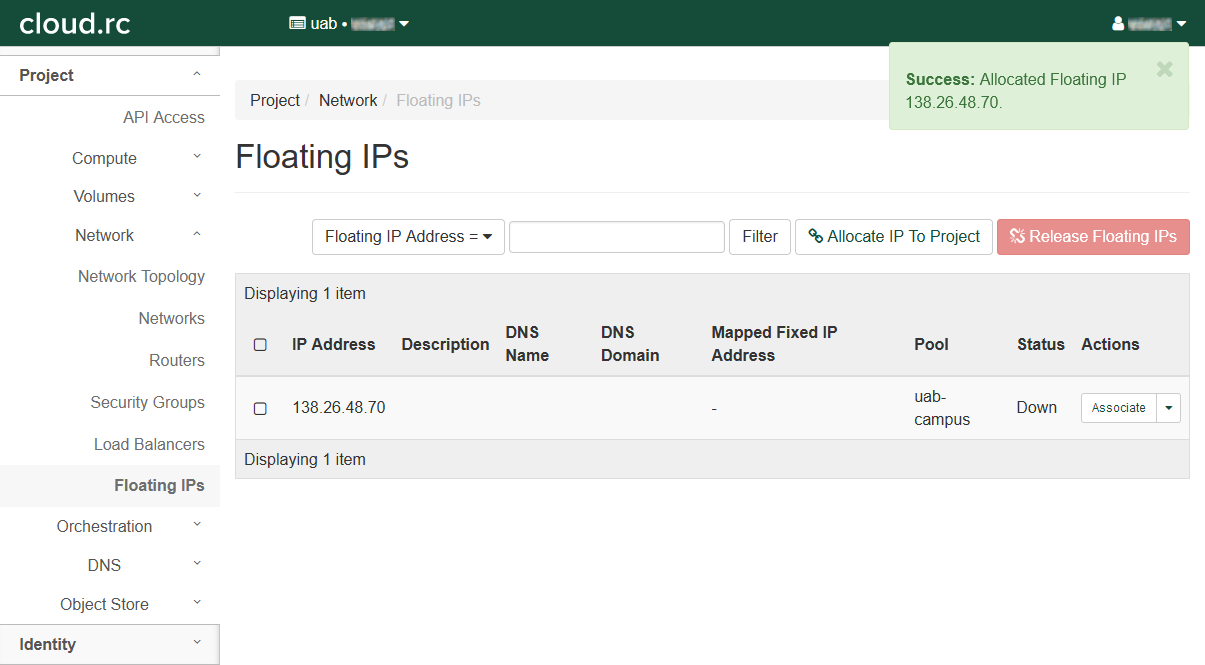 cloud.rc
uab •
Success: Allocated Floating IP
138.26.48.70.
Project
API Access
Compute
Volumes
Network
Network Topology
Networks
Routers
Security Groups
Load Balancers
Floating IPs
Orchestration
DNS
Object Store
Identity
Project / Network / Floating IPs
Floating IPs
Floating IP Address = Filter Allocate IP To Project Release Floating IPs
Displaying 1 item
IP Address Description DNS Name DNS Domain Mapped Fixed IP Address Pool Status Actions
138.26.48.70 - uab-campus Down Associate
Displaying 1 item